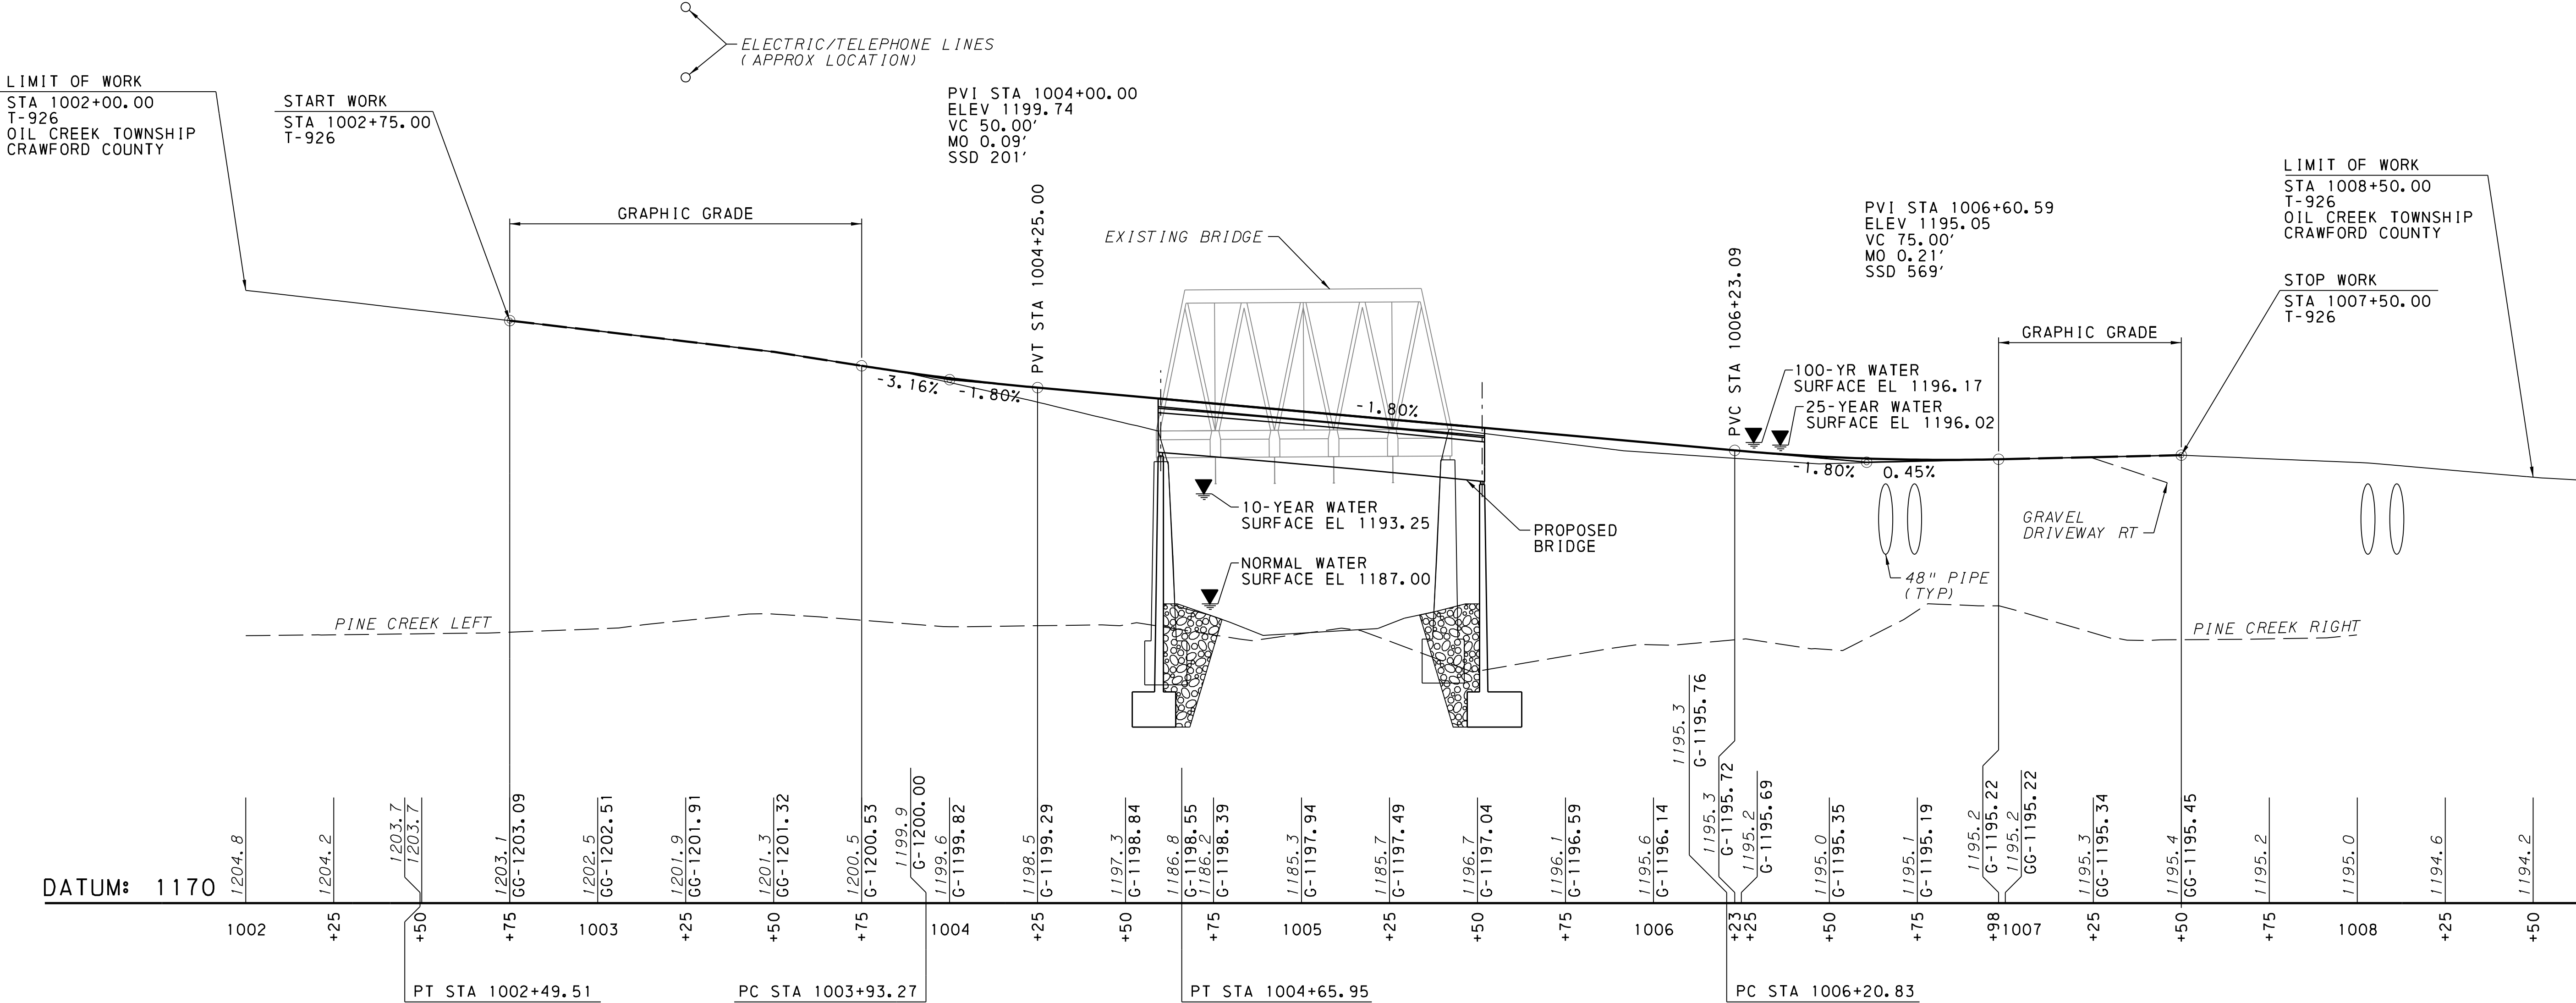 ELECTRIC/TELEPHONE LINES
(APPROX LOCATION)
LIMIT OF WORK
STA 1002+00.00
T-926
OIL CREEK TOWNSHIP
CRAWFORD COUNTY
START WORK
STA 1002+75.00
T-926
PVI STA 1004+00.00
ELEV 1199.74
VC 50.00'
MO 0.09'
SSD 201'
GRAPHIC GRADE
PVT STA 1004+25.00
EXISTING BRIDGE
PVC STA 1006+23.09
PVI STA 1006+60.59
ELEV 1195.05
VC 75.00'
MO 0.21'
SSD 569'
LIMIT OF WORK
STA 1008+50.00
T-926
OIL CREEK TOWNSHIP
CRAWFORD COUNTY
STOP WORK
STA 1007+50.00
T-926
GRAPHIC GRADE
100-YR WATER
SURFACE EL 1196.17
25-YEAR WATER
SURFACE EL 1196.02
-3.16%
-1.80%
-1.80%
-1.80%
0.45%
10-YEAR WATER
SURFACE EL 1193.25
PROPOSED
BRIDGE
NORMAL WATER
SURFACE EL 1187.00
GRAVEL
DRIVEWAY RT
48" PIPE
(TYP)
PINE CREEK LEFT
PINE CREEK RIGHT
DATUM: 1170
1204.8
1204.2
1203.7
1203.7
1203.1
GG-1203.09
1202.5
GG-1202.51
1201.9
GG-1201.91
1201.3
GG-1201.32
1200.5
G-1200.53
1199.9
G-1200.00
1199.6
G-1199.82
1198.5
G-1199.29
1197.3
G-1198.84
1186.8
G-1198.55
1186.2
G-1198.39
1185.3
G-1197.94
1185.7
G-1197.49
1196.7
G-1197.04
1196.1
G-1196.59
1195.6
G-1196.14
1195.3
G-1195.76
1195.3
G-1195.72
1195.2
G-1195.69
1195.0
G-1195.35
1195.1
G-1195.19
1195.2
G-1195.22
1195.2
GG-1195.22
1195.3
GG-1195.34
1195.4
GG-1195.45
1195.2
1195.0
1194.6
1194.2
1002
+25
+50
+75
1003
+25
+50
+75
1004
+25
+50
+75
1005
+25
+50
+75
1006
+23
+25
+50
+75
+98
1007
+25
+50
+75
1008
+25
+50
PT STA 1002+49.51
PC STA 1003+93.27
PT STA 1004+65.95
PC STA 1006+20.83